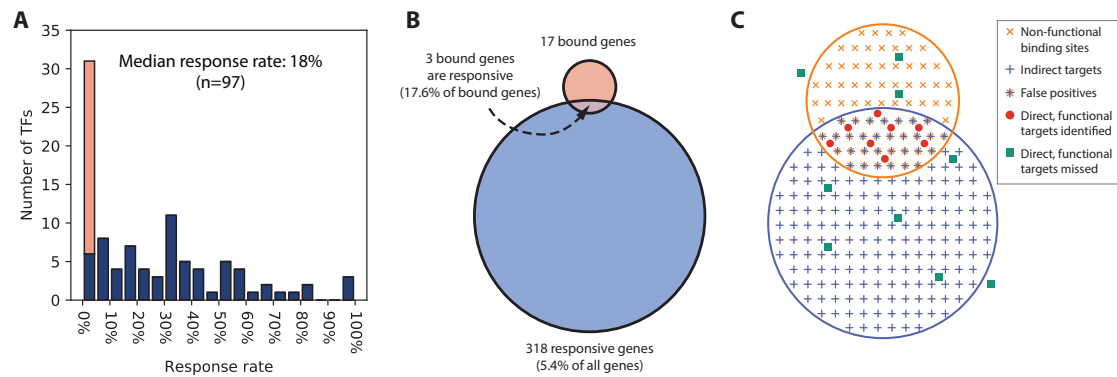 A
35
30
25
20
15
10
5
0
Number of TFs
Median response rate: 18%
(n=97)
0%
10%
20%
30%
40%
50%
60%
70%
80%
90%
100%
Response rate
B
17 bound genes
3 bound genes
are responsive
(17.6% of bound genes)
318 responsive genes
(5.4% of all genes)
C
Non-functional
binding sites
Indirect targets
False positives
Direct, functional
targets identified
Direct, functional
targets missed